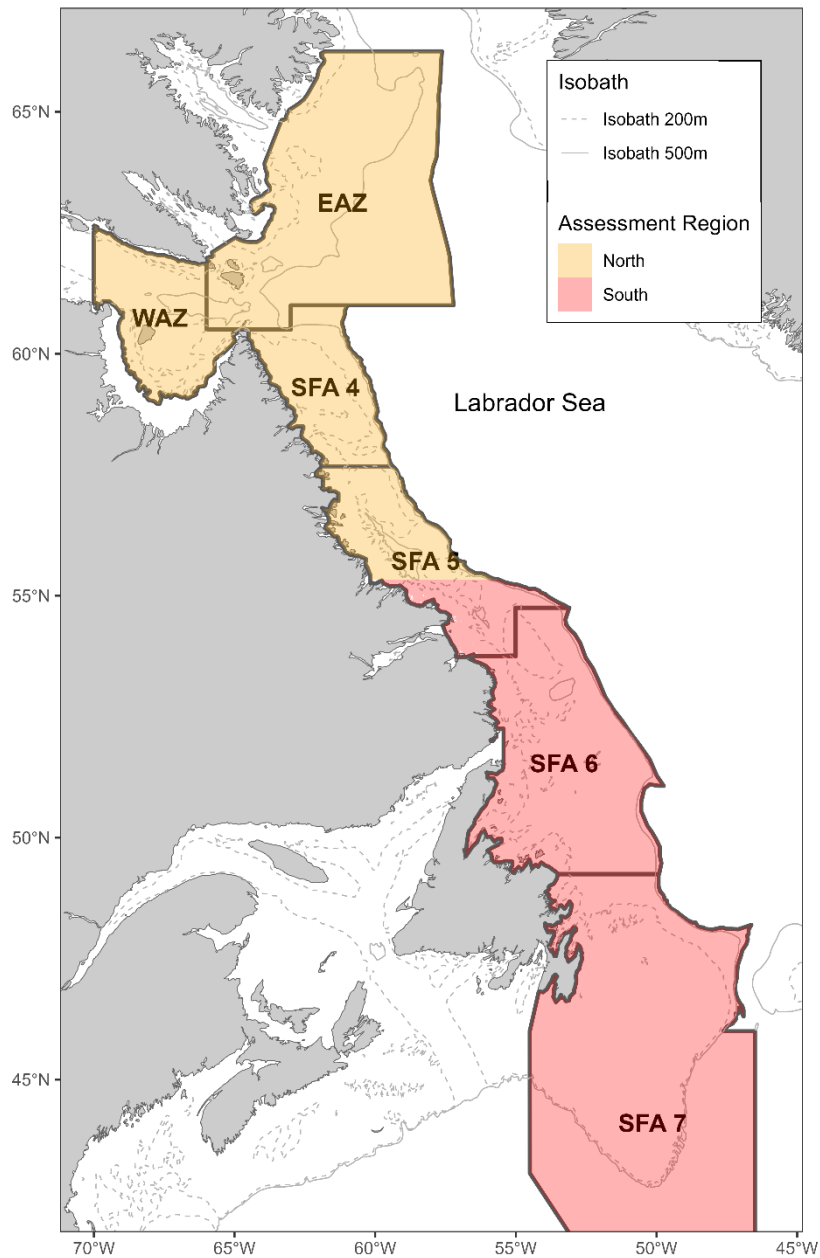 65°N
60°N
55°N
50°N
45°N
70°W
65°W
60°W
55°W
50°W
45°W
Isobath
Isobath 200m
Isobath 500m
Assessment Region
North
South
EAZ
WAZ
SFA 4
Labrador Sea
SFA 5
SFA 6
SFA 7